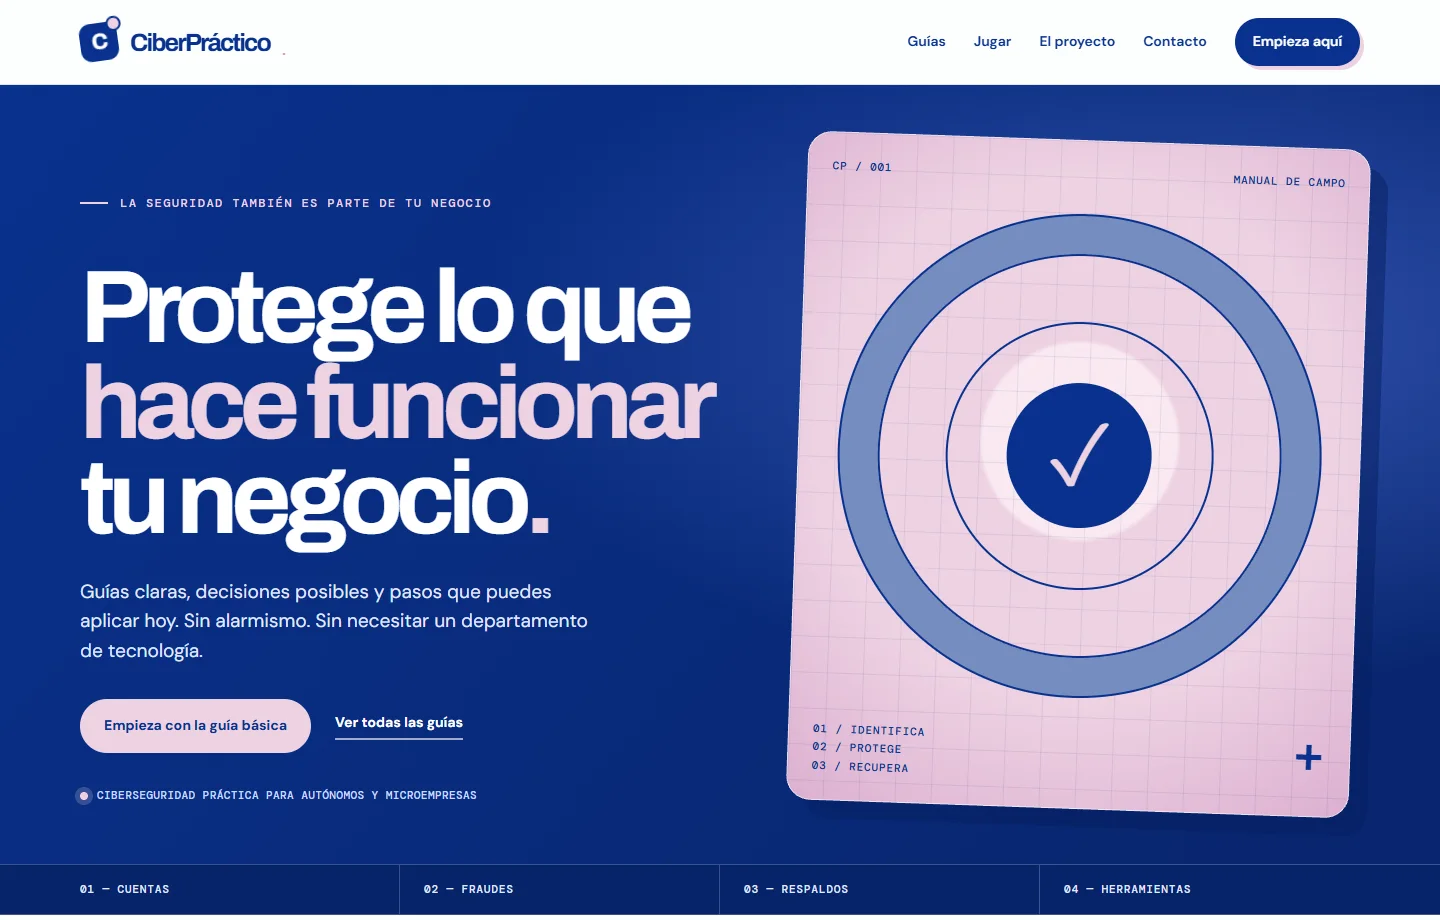 C CiberPráctico .
Guías Jugar El proyecto Contacto Empieza aquí
LA SEGURIDAD TAMBIÉN ES PARTE DE TU NEGOCIO
Protege lo que
hace funcionar
tu negocio.
Guías claras, decisiones posibles y pasos que puedes
aplicar hoy. Sin alarmismo. Sin necesitar un departamento
de tecnología.
Empieza con la guía básica
Ver todas las guías
CIBERSEGURIDAD PRÁCTICA PARA AUTÓNOMOS Y MICROEMPRESAS
CP / 001
MANUAL DE CAMPO
✓
01 / IDENTIFICA
02 / PROTEGE
03 / RECUPERA
+
01 — CUENTAS
02 — FRAUDES
03 — RESPALDOS
04 — HERRAMIENTAS